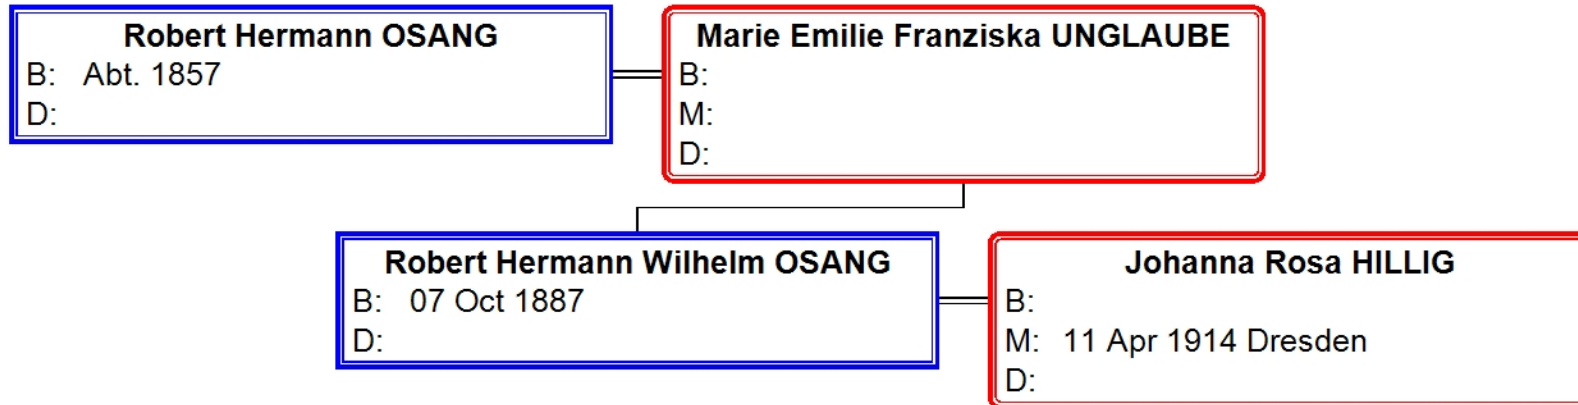 Robert Hermann OSANG
B: Abt. 1857
D:
Marie Emilie Franziska UNGLAUBE
B:
M:
D:
Robert Hermann Wilhelm OSANG
B: 07 Oct 1887
D:
Johanna Rosa HILLIG
B:
M: 11 Apr 1914 Dresden
D: